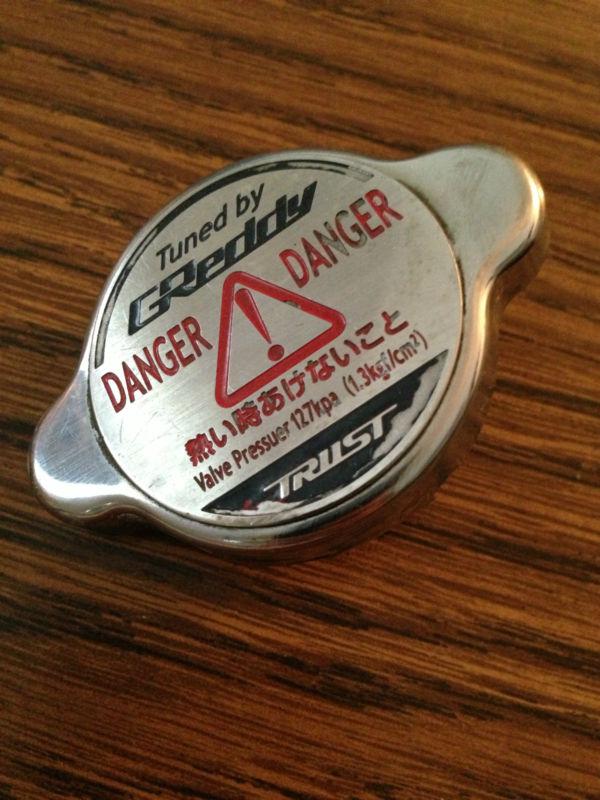 Tuned by
GReddy
DANGER DANGER
熱い時あけないこと
Valve Pressuer 127kpa (1.3kgf/cm²)
TRUST